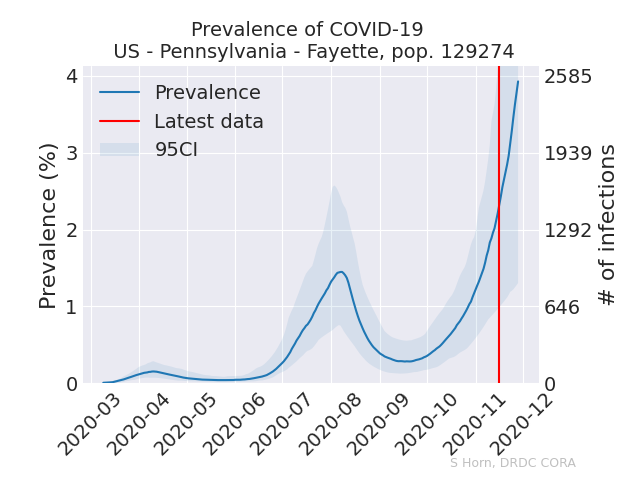 Prevalence of COVID-19
US - Pennsylvania - Fayette, pop. 129274
Prevalence
Latest data
95CI
Prevalence (%)
4
3
2
1
0
2585
1939
1292
646
0
# of infections
2020-03
2020-04
2020-05
2020-06
2020-07
2020-08
2020-09
2020-10
2020-11
2020-12
S Horn, DRDC CORA